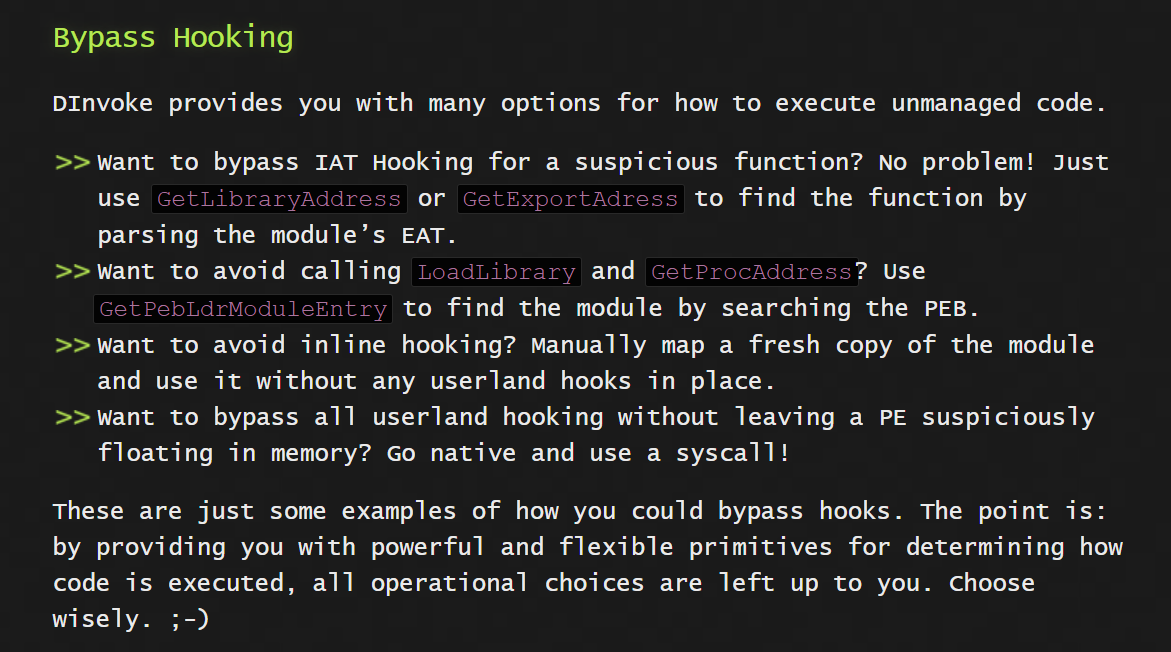 Bypass Hooking
DInvoke provides you with many options for how to execute unmanaged code.
>> Want to bypass IAT Hooking for a suspicious function? No problem! Just
use GetLibraryAddress or GetExportAdress to find the function by
parsing the module’s EAT.
>> Want to avoid calling LoadLibrary and GetProcAddress? Use
GetPebLdrModuleEntry to find the module by searching the PEB.
>> Want to avoid inline hooking? Manually map a fresh copy of the module
and use it without any userland hooks in place.
>> Want to bypass all userland hooking without leaving a PE suspiciously
floating in memory? Go native and use a syscall!
These are just some examples of how you could bypass hooks. The point is:
by providing you with powerful and flexible primitives for determining how
code is executed, all operational choices are left up to you. Choose
wisely. ;-)